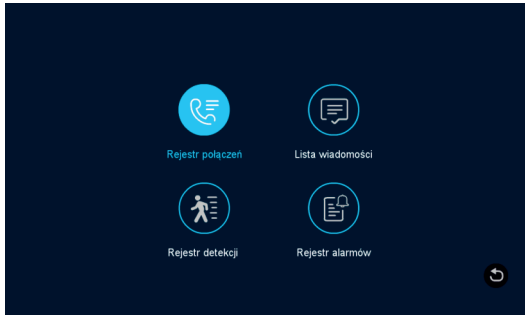 Rejestr połączeń
Lista wiadomości
Rejestr detekcji
Rejestr alarmów